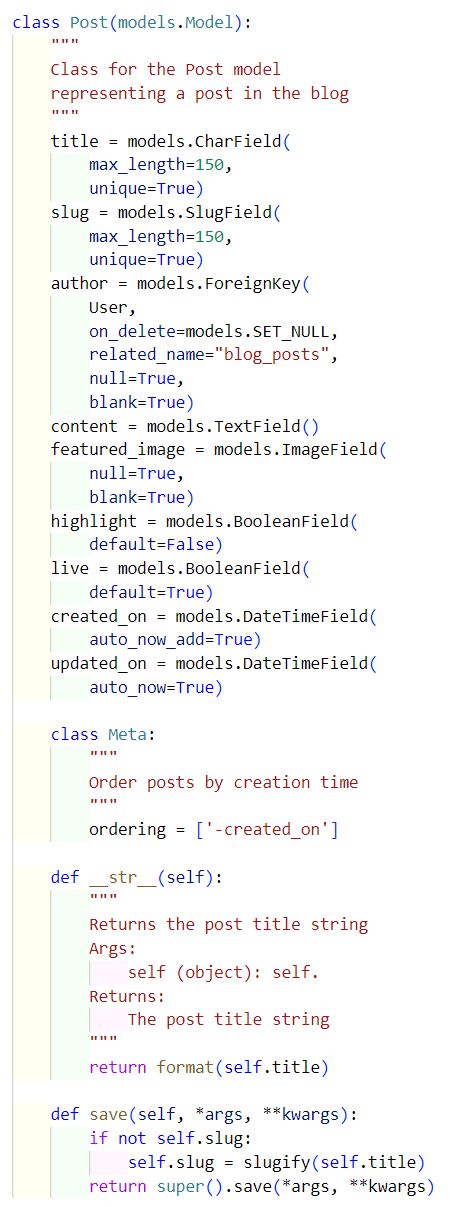 class Post(models.Model):
    """
    Class for the Post model
    representing a post in the blog
    """
    title = models.CharField(
        max_length=150,
        unique=True)
    slug = models.SlugField(
        max_length=150,
        unique=True)
    author = models.ForeignKey(
        User,
        on_delete=models.SET_NULL,
        related_name="blog_posts",
        null=True,
        blank=True)
    content = models.TextField()
    featured_image = models.ImageField(
        null=True,
        blank=True)
    highlight = models.BooleanField(
        default=False)
    live = models.BooleanField(
        default=True)
    created_on = models.DateTimeField(
        auto_now_add=True)
    updated_on = models.DateTimeField(
        auto_now=True)

    class Meta:
        """
        Order posts by creation time
        """
        ordering = ['-created_on']

    def __str__(self):
        """
        Returns the post title string
        Args:
            self (object): self.
        Returns:
            The post title string
        """
        return format(self.title)

    def save(self, *args, **kwargs):
        if not self.slug:
            self.slug = slugify(self.title)
        return super().save(*args, **kwargs)